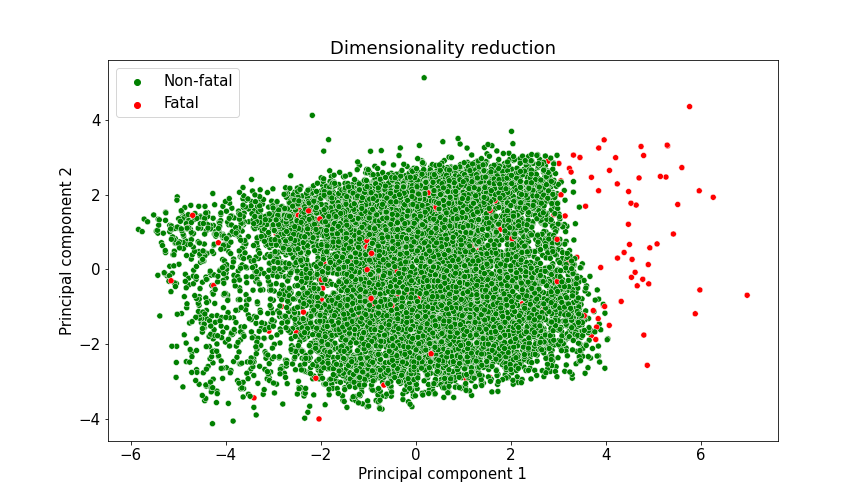 Dimensionality reduction
Non-fatal
Fatal
4
2
0
−2
−4
Principal component 2
−6
−4
−2
0
2
4
6
Principal component 1